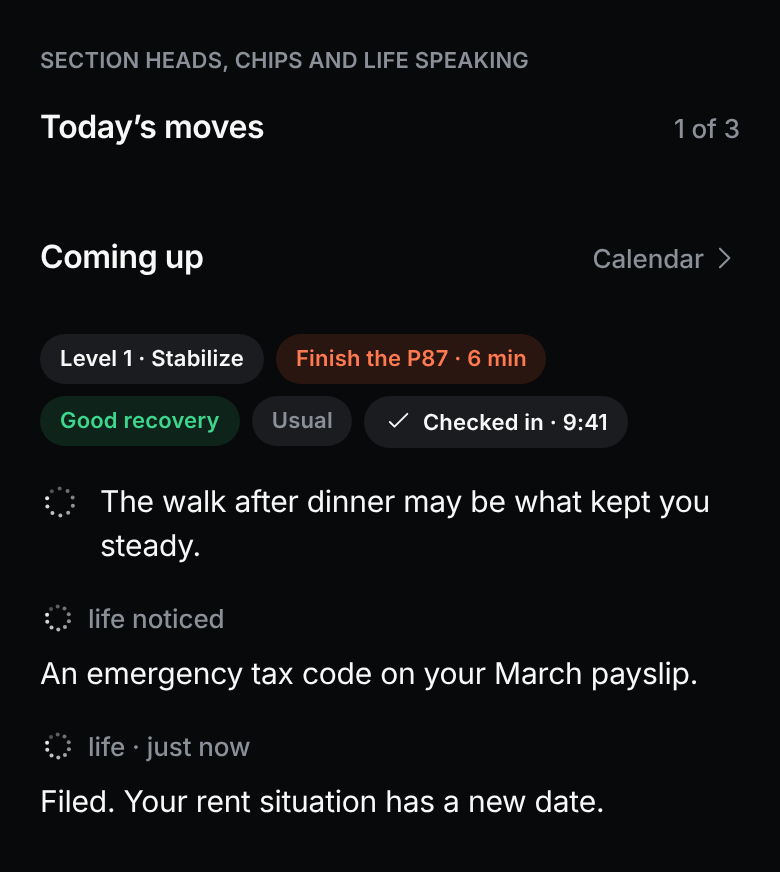 SECTION HEADS, CHIPS AND LIFE SPEAKING
Today’s moves
1 of 3
Coming up
Calendar
Level 1 · Stabilize
Finish the P87 · 6 min
Good recovery
Usual
Checked in · 9:41
The walk after dinner may be what kept you
steady.
life noticed
An emergency tax code on your March payslip.
life · just now
Filed. Your rent situation has a new date.